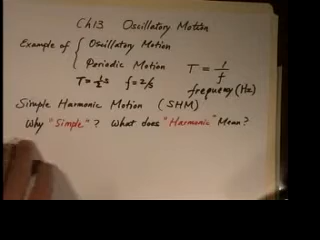 Ch13 Oscillatory Motion
Example of { Oscillatory Motion
Periodic Motion
T = 1/2 s f = 2/s
T = 1/f
frequency (Hz)
Simple Harmonic Motion (SHM)
Why "Simple"? What does "Harmonic" Mean?